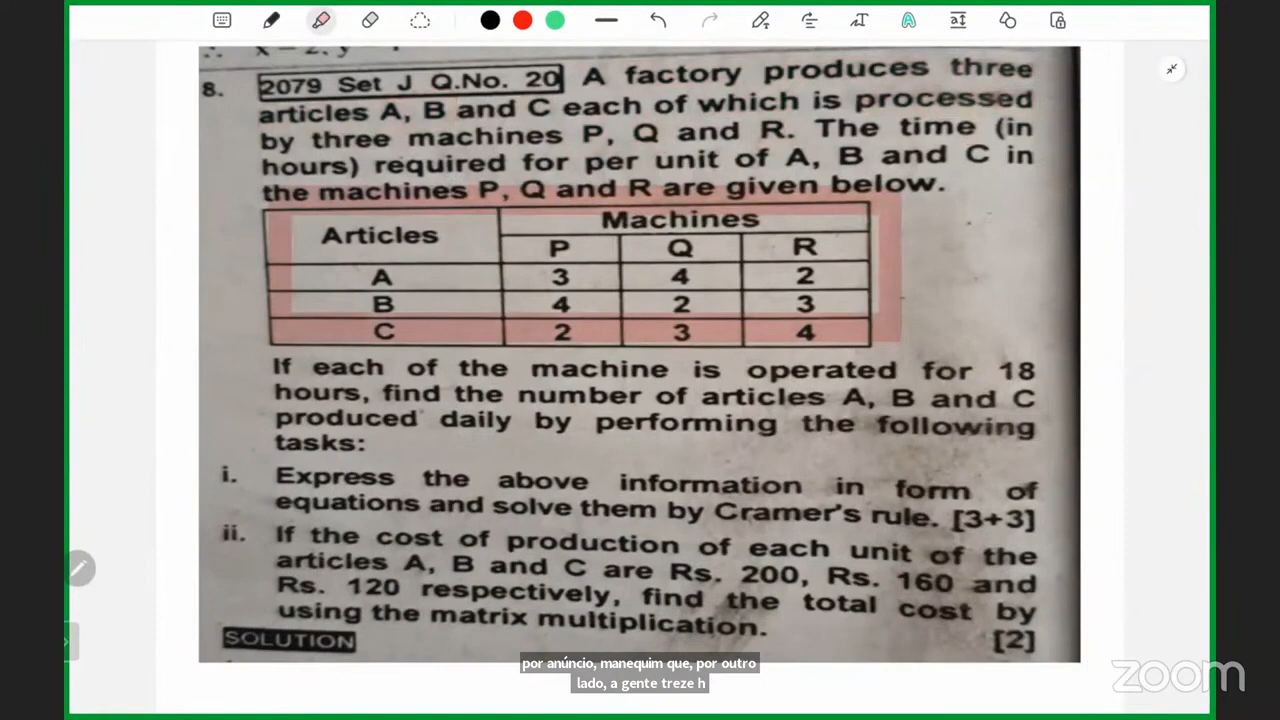 8. 2079 Set J Q.No. 20 A factory produces three
articles A, B and C each of which is processed
by three machines P, Q and R. The time (in
hours) required for per unit of A, B and C in
the machines P, Q and R are given below.
Articles Machines
P Q R
A 3 4 2
B 4 2 3
C 2 3 4
If each of the machine is operated for 18
hours, find the number of articles A, B and C
produced daily by performing the following
tasks:
i. Express the above information in form of
equations and solve them by Cramer's rule. [3+3]
ii. If the cost of production of each unit of the
articles A, B and C are Rs. 200, Rs. 160 and
Rs. 120 respectively, find the total cost by
using the matrix multiplication. [2]
SOLUTION
por anúncio, manequim que, por outro
lado, a gente treze h
zoom